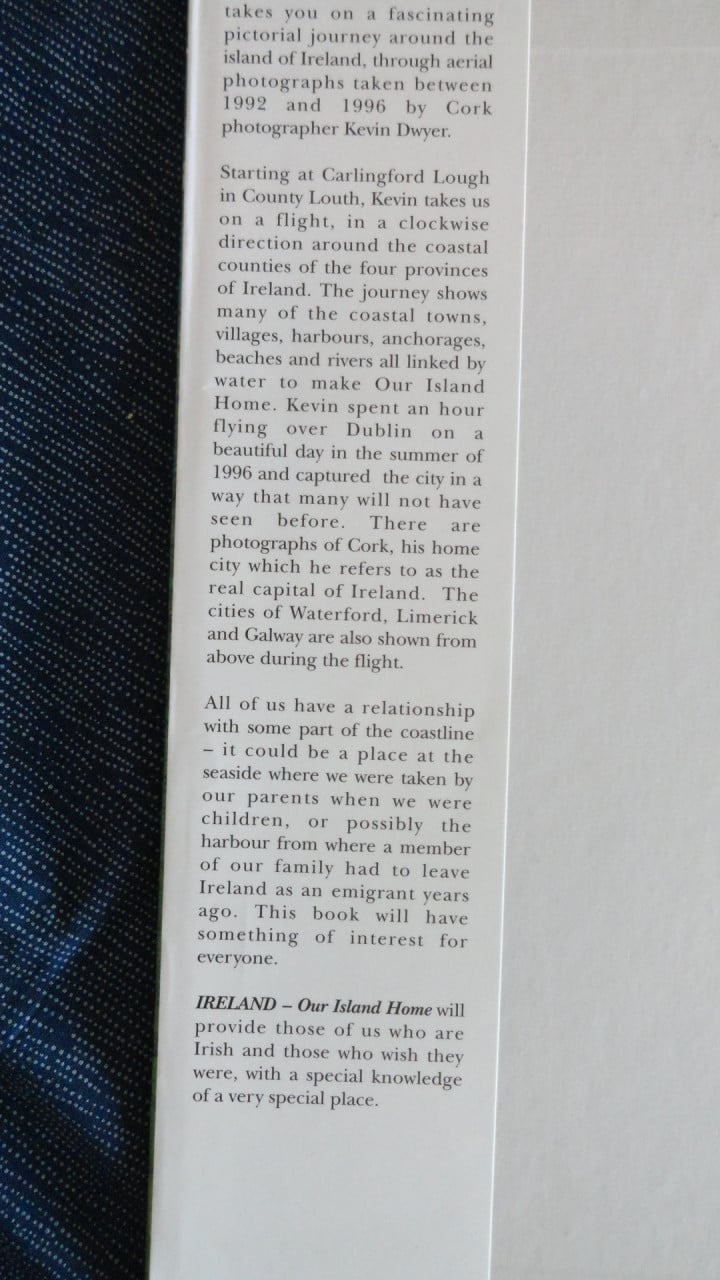 takes you on a fascinating
pictorial journey around the
island of Ireland, through aerial
photographs taken between
1992 and 1996 by Cork
photographer Kevin Dwyer.
Starting at Carlingford Lough
in County Louth, Kevin takes us
on a flight, in a clockwise
direction around the coastal
counties of the four provinces
of Ireland. The journey shows
many of the coastal towns,
villages, harbours, anchorages,
beaches and rivers all linked by
water to make Our Island
Home. Kevin spent an hour
flying over Dublin on a
beautiful day in the summer of
1996 and captured the city in a
way that many will not have
seen before. There are
photographs of Cork, his home
city which he refers to as the
real capital of Ireland. The
cities of Waterford, Limerick
and Galway are also shown from
above during the flight.
All of us have a relationship
with some part of the coastline
– it could be a place at the
seaside where we were taken by
our parents when we were
children, or possibly the
harbour from where a member
of our family had to leave
Ireland as an emigrant years
ago. This book will have
something of interest for
everyone.
IRELAND – Our Island Home will
provide those of us who are
Irish and those who wish they
were, with a special knowledge
of a very special place.